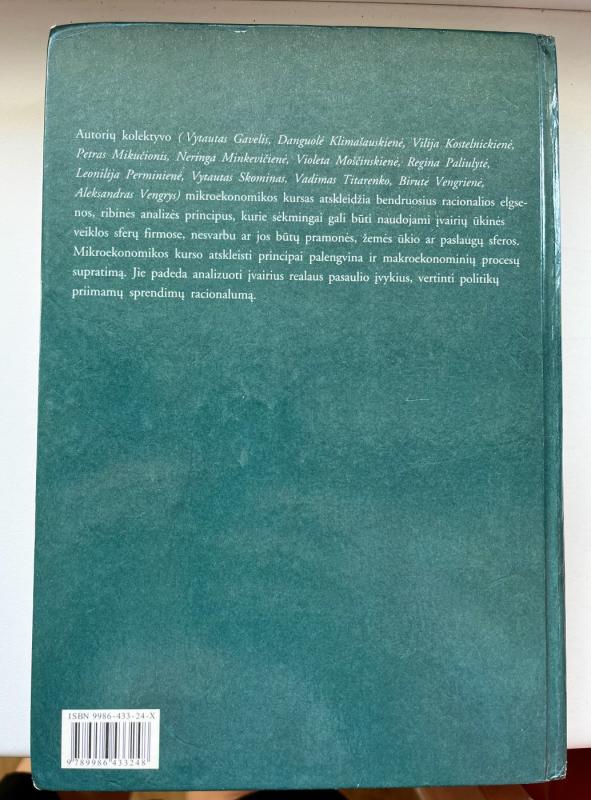 Autorių kolektyvo (Vytautas Gavelis, Danguolė Klimašauskienė, Vilija Kostelnickienė,
Petras Mikučionis, Neringa Minkevičienė, Violeta Moščinskienė, Regina Paliulytė,
Leonilija Perminienė, Vytautas Skominas, Vadimas Titarenko, Birutė Vengrienė,
Aleksandras Vengrys) mikroekonomikos kursas atskleidžia bendruosius racionalios elgse-
nos, ribinės analizės principus, kurie sėkmingai gali būti naudojami įvairių ūkinės
veiklos sferų firmose, nesvarbu ar jos būtų pramonės, žemės ūkio ar paslaugų sferos.
Mikroekonomikos kurso atskleisti principai palengvina ir makroekonominių procesų
supratimą. Jie padeda analizuoti įvairius realaus pasaulio įvykius, vertinti politikų
priimamų sprendimų racionalumą.
ISBN 9986-433-24-X
9 789986 433248